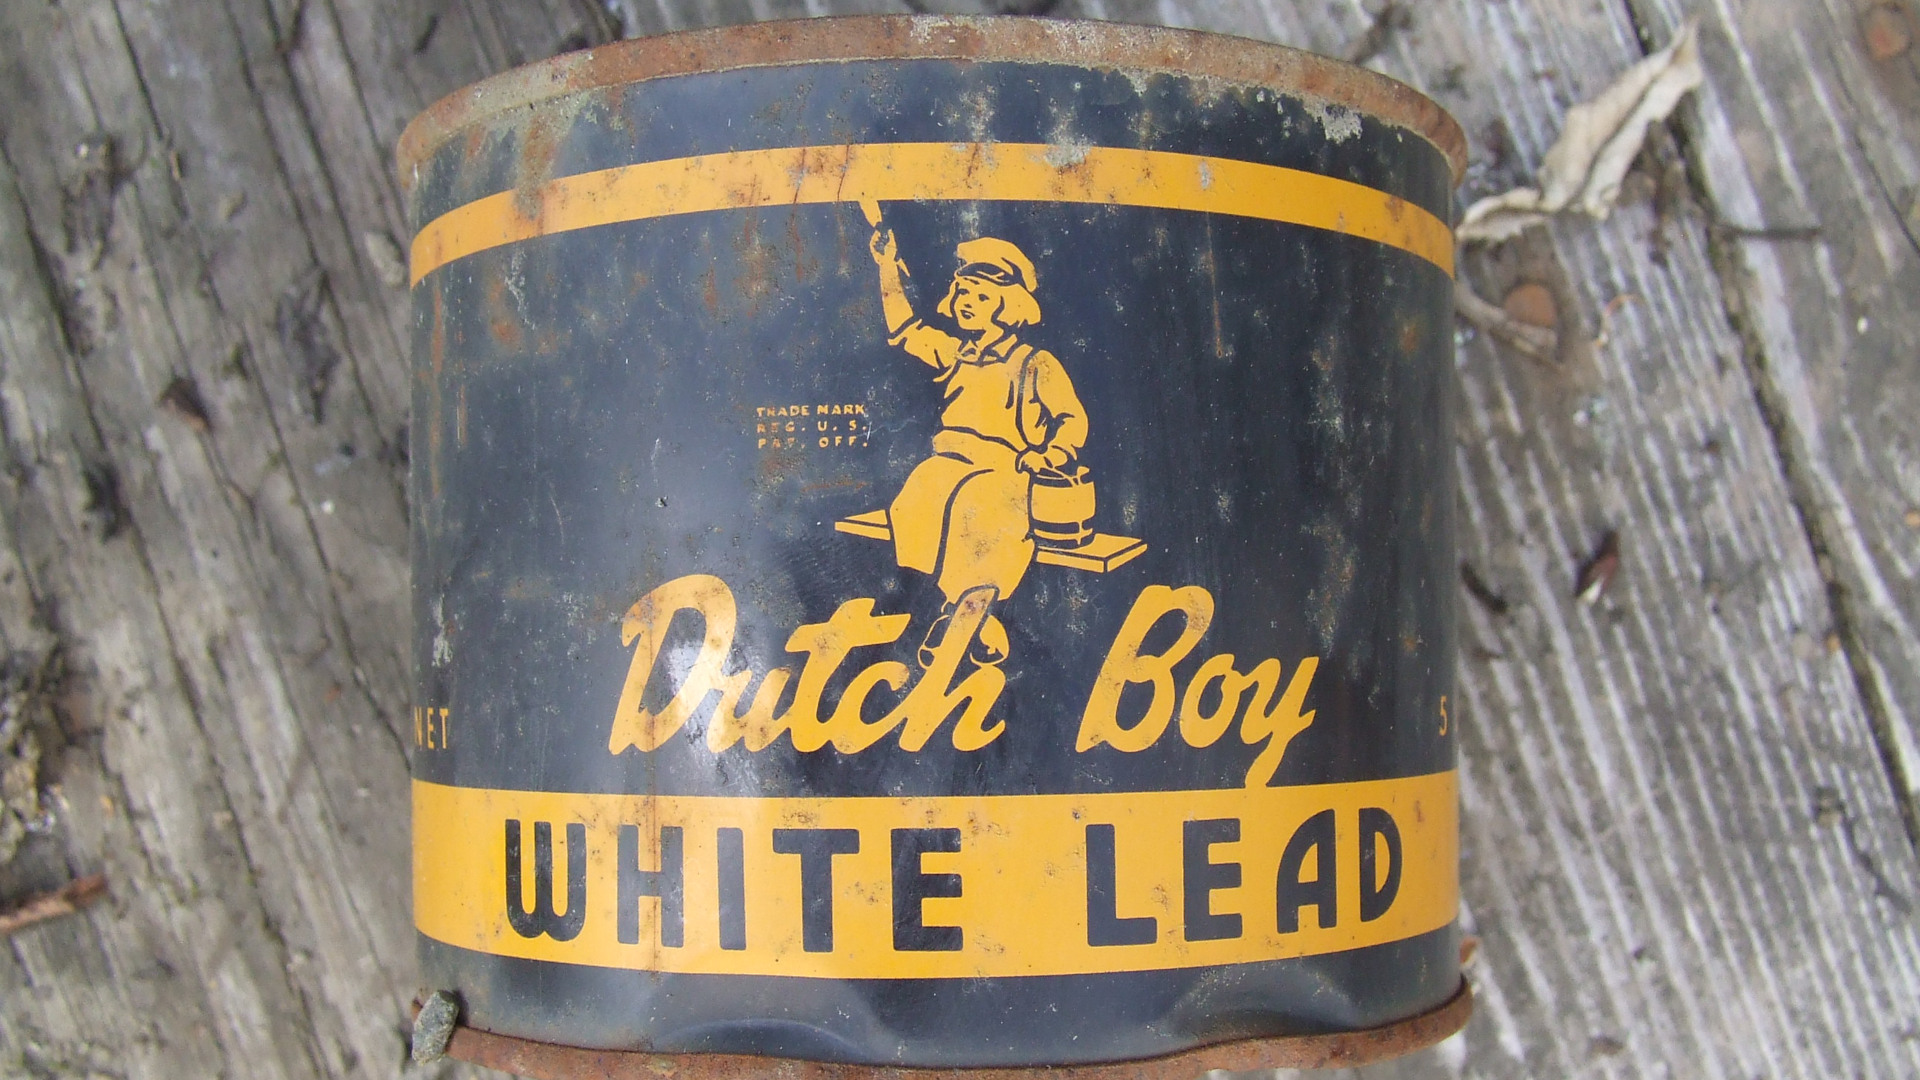 TRADE MARK
REG. U. S.
PAT. OFF.
Dutch Boy
NET
5
WHITE LEAD